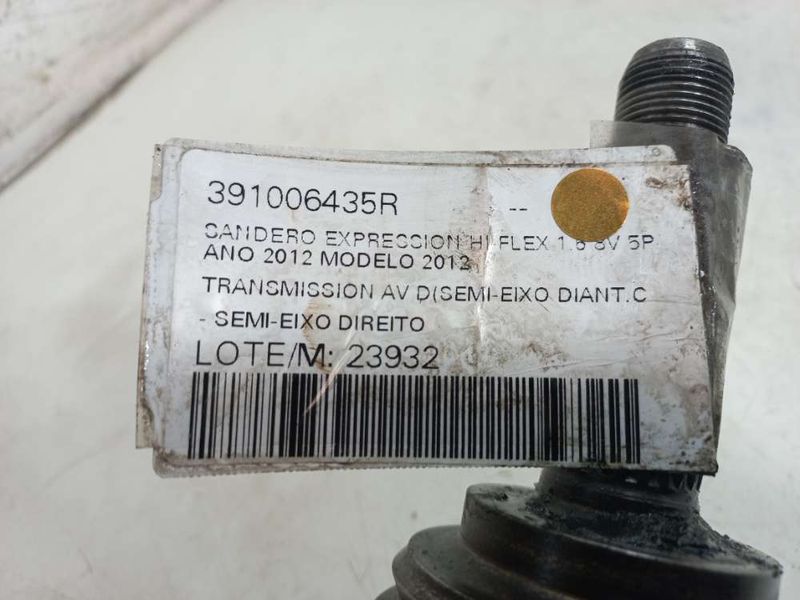 391006435R --
SANDERO EXPRESSION HI-FLEX 1.6 8V 5P
ANO 2012 MODELO 2012
TRANSMISSION AV D(SEMI-EIXO DIANT.C
- SEMI-EIXO DIREITO
LOTE/M: 23932